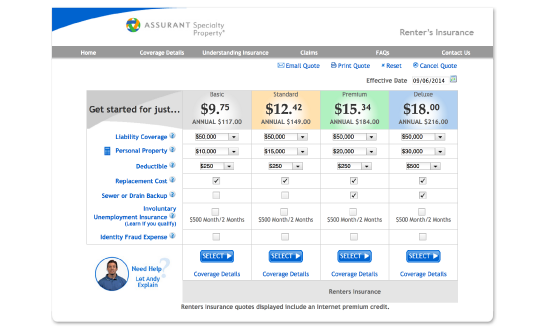 ASSURANT Specialty
Property®
Renter's Insurance
Home Coverage Details Understanding Insurance Claims FAQs Contact Us
Email Quote Print Quote Reset Cancel Quote
Effective Date 09/06/2014
Basic Standard Premium Deluxe
Get started for just... $9.75 $12.42 $15.34 $18.00
ANNUAL $117.00 ANNUAL $149.00 ANNUAL $184.00 ANNUAL $216.00
Liability Coverage $50,000 $50,000 $50,000 $50,000
Personal Property $10,000 $15,000 $20,000 $30,000
Deductible $250 $250 $250 $500
Replacement Cost
Sewer or Drain Backup
Involuntary
Unemployment Insurance $500 Month/2 Months $500 Month/2 Months $500 Month/2 Months $500 Month/2 Months
(Learn if you qualify)
Identity Fraud Expense
SELECT SELECT SELECT SELECT
Coverage Details Coverage Details Coverage Details Coverage Details
Need Help?
Let Andy
Explain
Renters Insurance
Renters insurance quotes displayed include an Internet premium credit.